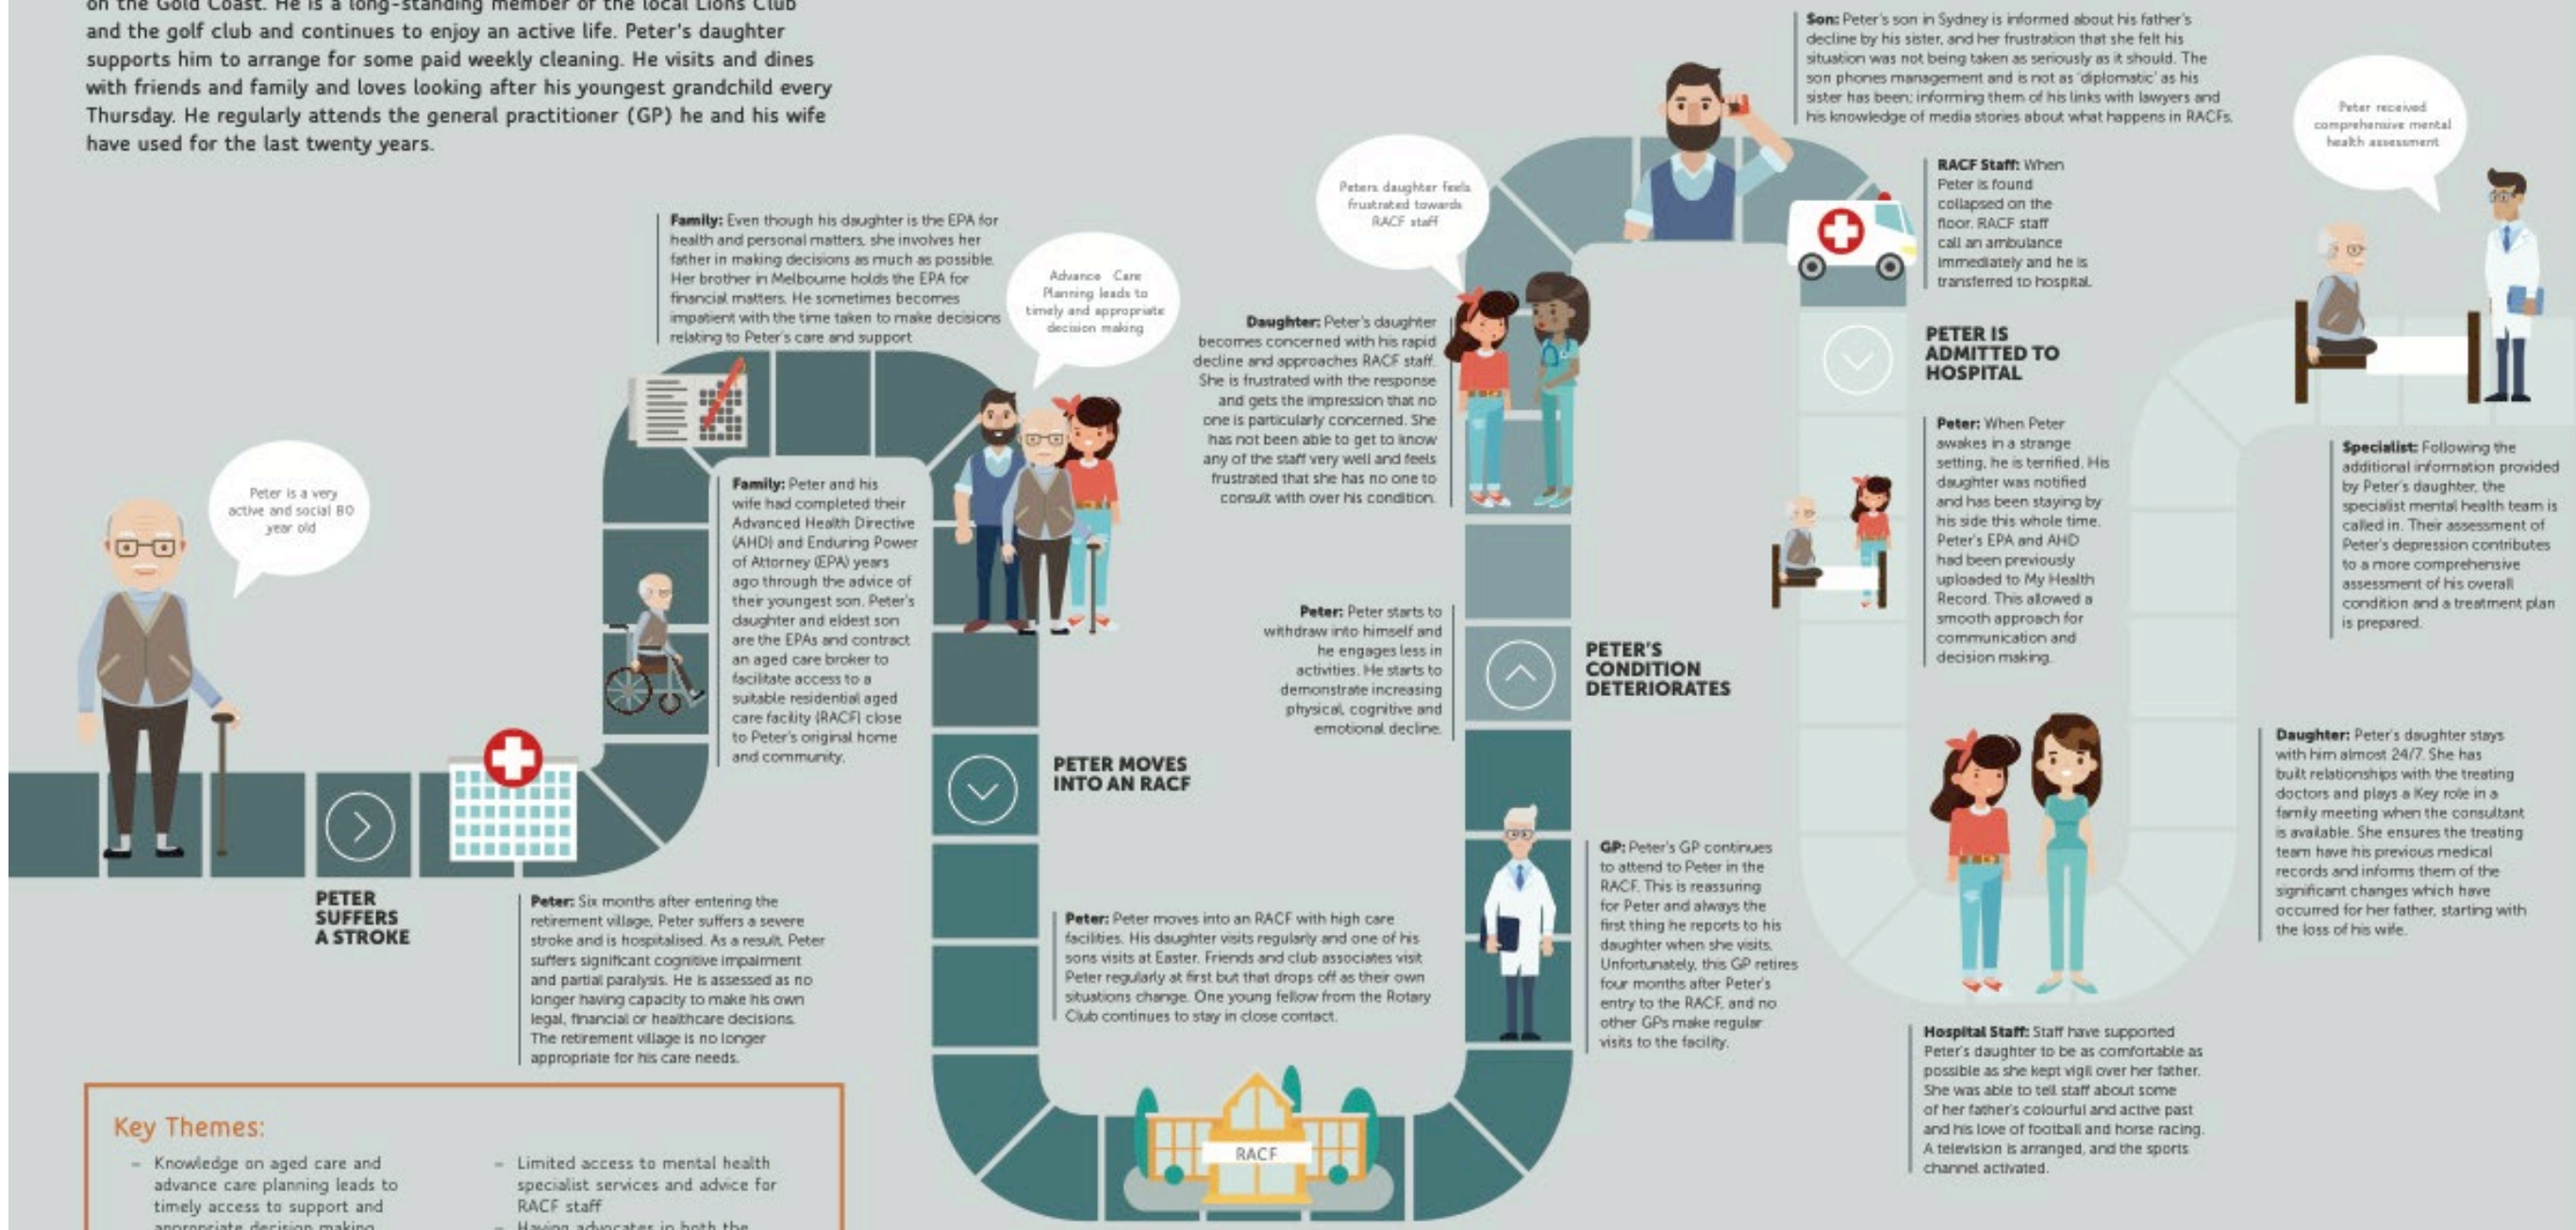 on the Gold Coast. He is a long-standing member of the local Lions Club
and the golf club and continues to enjoy an active life. Peter's daughter
supports him to arrange for some paid weekly cleaning. He visits and dines
with friends and family and loves looking after his youngest grandchild every
Thursday. He regularly attends the general practitioner (GP) he and his wife
have used for the last twenty years.
Peter is a very
active and social 80
year old
PETER
SUFFERS
A STROKE
Peter: Six months after entering the
retirement village, Peter suffers a severe
stroke and is hospitalised. As a result, Peter
suffers significant cognitive impairment
and partial paralysis. He is assessed as no
longer having capacity to make his own
legal, financial or healthcare decisions.
The retirement village is no longer
appropriate for his care needs.
Family: Peter and his
wife had completed their
Advanced Health Directive
(AHD) and Enduring Power
of Attorney (EPA) years
ago through the advice of
their youngest son. Peter's
daughter and eldest son
are the EPAs and contract
an aged care broker to
facilitate access to a
suitable residential aged
care facility (RACF) close
to Peter's original home
and community.
Family: Even though his daughter is the EPA for
health and personal matters, she involves her
father in making decisions as much as possible.
Her brother in Melbourne holds the EPA for
financial matters. He sometimes becomes
impatient with the time taken to make decisions
relating to Peter's care and support
Advance Care
Planning leads to
timely and appropriate
decision making
PETER MOVES
INTO AN RACF
Peter: Peter moves into an RACF with high care
facilities. His daughter visits regularly and one of his
sons visits at Easter. Friends and club associates visit
Peter regularly at first but that drops off as their own
situations change. One young fellow from the Rotary
Club continues to stay in close contact.
RACF
GP: Peter's GP continues
to attend to Peter in the
RACF. This is reassuring
for Peter and always the
first thing he reports to his
daughter when she visits.
Unfortunately, this GP retires
four months after Peter's
entry to the RACF, and no
other GPs make regular
visits to the facility.
PETER'S
CONDITION
DETERIORATES
Peter: Peter starts to
withdraw into himself and
he engages less in
activities. He starts to
demonstrate increasing
physical, cognitive and
emotional decline.
Daughter: Peter's daughter
becomes concerned with his rapid
decline and approaches RACF staff.
She is frustrated with the response
and gets the impression that no
one is particularly concerned. She
has not been able to get to know
any of the staff very well and feels
frustrated that she has no one to
consult with over his condition.
Peters daughter feels
frustrated towards
RACF staff
Son: Peter's son in Sydney is informed about his father's
decline by his sister, and her frustration that she felt his
situation was not being taken as seriously as it should. The
son phones management and is not as 'diplomatic' as his
sister has been; informing them of his links with lawyers and
his knowledge of media stories about what happens in RACFs.
RACF Staff: When
Peter is found
collapsed on the
floor, RACF staff
call an ambulance
immediately and he is
transferred to hospital.
PETER IS
ADMITTED TO
HOSPITAL
Peter: When Peter
awakes in a strange
setting, he is terrified. His
daughter was notified
and has been staying by
his side this whole time.
Peter's EPA and AHD
had been previously
uploaded to My Health
Record. This allowed a
smooth approach for
communication and
decision making.
Hospital Staff: Staff have supported
Peter's daughter to be as comfortable as
possible as she kept vigil over her father.
She was able to tell staff about some
of her father's colourful and active past
and his love of football and horse racing.
A television is arranged, and the sports
channel activated.
Daughter: Peter's daughter stays
with him almost 24/7. She has
built relationships with the treating
doctors and plays a Key role in a
family meeting when the consultant
is available. She ensures the treating
team have his previous medical
records and informs them of the
significant changes which have
occurred for her father, starting with
the loss of his wife.
Peter received
comprehensive mental
health assessment
Specialist: Following the
additional information provided
by Peter's daughter, the
specialist mental health team is
called in. Their assessment of
Peter's depression contributes
to a more comprehensive
assessment of his overall
condition and a treatment plan
is prepared.
Key Themes:
– Knowledge on aged care and
advance care planning leads to
timely access to support and
appropriate decision making
– Limited access to mental health
specialist services and advice for
RACF staff
– Having advocates in both the